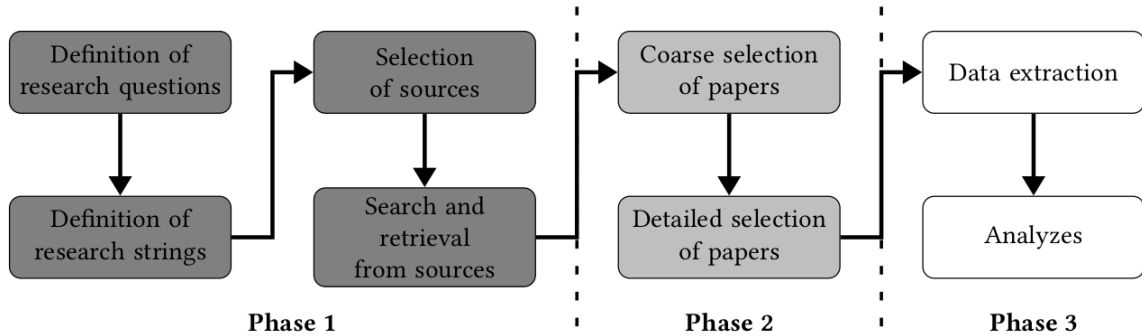 Definition of
research questions
Definition of
research strings
Selection
of sources
Search and
retrieval
from sources
Coarse selection
of papers
Detailed selection
of papers
Data extraction
Analyzes
Phase 1
Phase 2
Phase 3